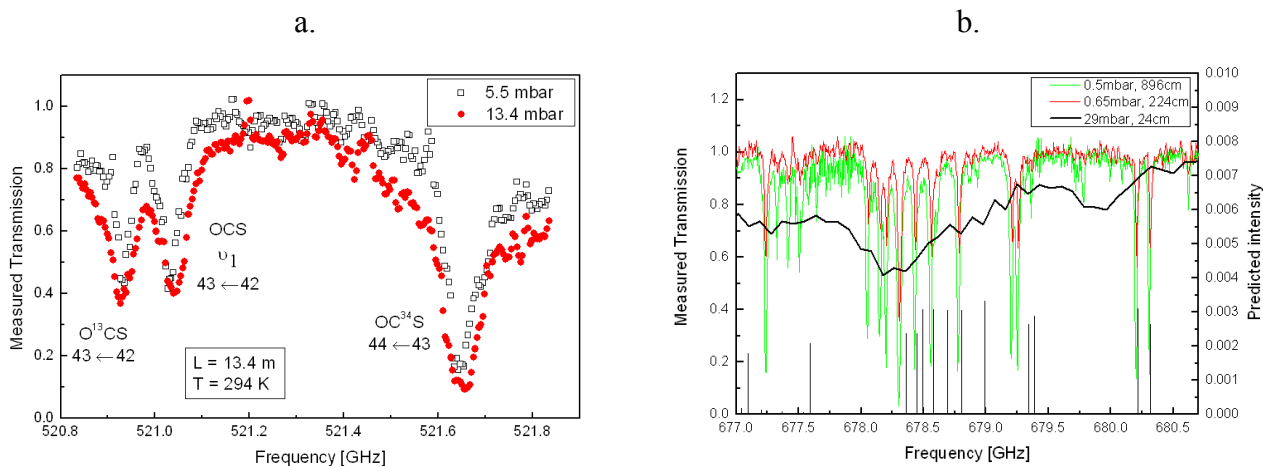 a.
b.
5.5 mbar
13.4 mbar
OCS
υ1
43 ←42
O13CS
43 ←42
OC34S
44 ←43
L = 13.4 m
T = 294 K
Measured Transmission
1.0
0.8
0.6
0.4
0.2
0.0
520.8 521.0 521.2 521.4 521.6 521.8
Frequency [GHz]
0.5mbar, 896cm
0.65mbar, 224cm
29mbar, 24cm
Measured Transmission
1.2
1.0
0.8
0.6
0.4
0.2
0.0
0.010
0.009
0.008
0.007
0.006
0.005
0.004
0.003
0.002
0.001
0.000
Predicted intensity
677.0 677.5 678.0 678.5 679.0 679.5 680.0 680.5
Frequency [GHz]